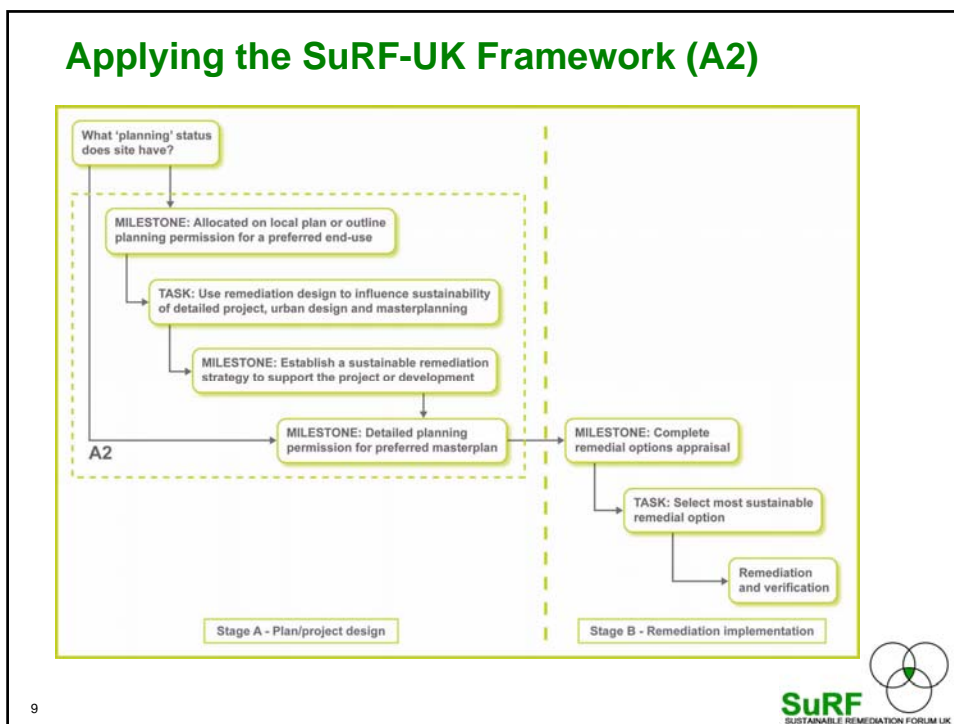 Applying the SuRF-UK Framework (A2)
What ‘planning’ status
does site have?
MILESTONE: Allocated on local plan or outline
planning permission for a preferred end-use
TASK: Use remediation design to influence sustainability
of detailed project, urban design and masterplanning
MILESTONE: Establish a sustainable remediation
strategy to support the project or development
MILESTONE: Detailed planning
permission for preferred masterplan
A2
MILESTONE: Complete
remedial options appraisal
TASK: Select most sustainable
remedial option
Remediation
and verification
Stage A - Plan/project design
Stage B - Remediation implementation
9
SuRF
SUSTAINABLE REMEDIATION FORUM UK